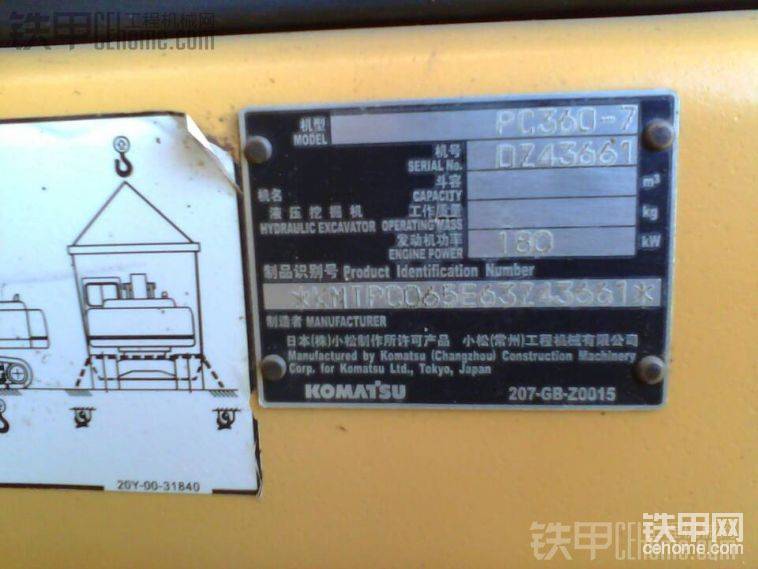 铁甲工程机械网
CEhome.com
机型
MODEL
PC360-7
机号
SERIAL No.
DZ43661
斗容
CAPACITY
m³
机名
液压挖掘机
HYDRAULIC EXCAVATOR
工作质量
OPERATING MASS
kg
发动机功率
ENGINE POWER
180
kW
制品识别号 Product Identification Number
*KMTPC065E63Z43661*
制造者 MANUFACTURER
日本(株)小松制作所许可产品 小松(常州)工程机械有限公司
Manufactured by Komatsu (Changzhou) Construction Machinery
Corp. for Komatsu Ltd., Tokyo, Japan
KOMATSU
207-GB-Z0015
20Y-00-31840
铁甲网
cehome.com